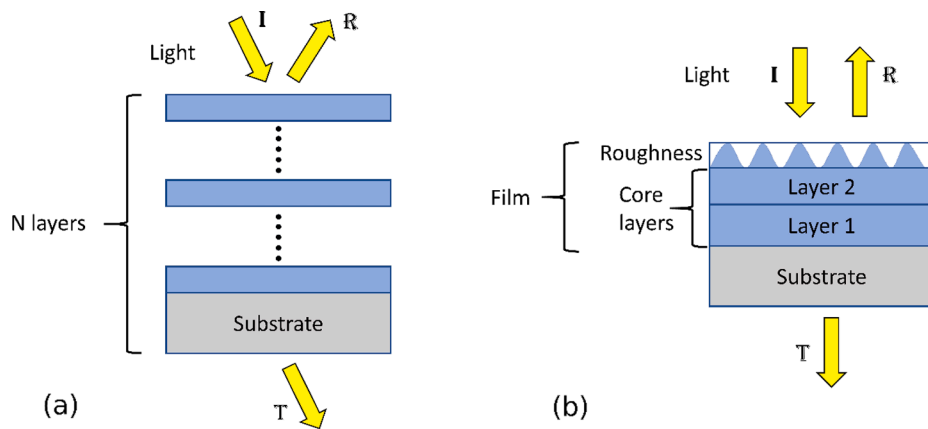 I
ℝ
Light
N layers
Substrate
T
(a)
Light
I
ℝ
Roughness
Film
Core
layers
Layer 2
Layer 1
Substrate
T
(b)